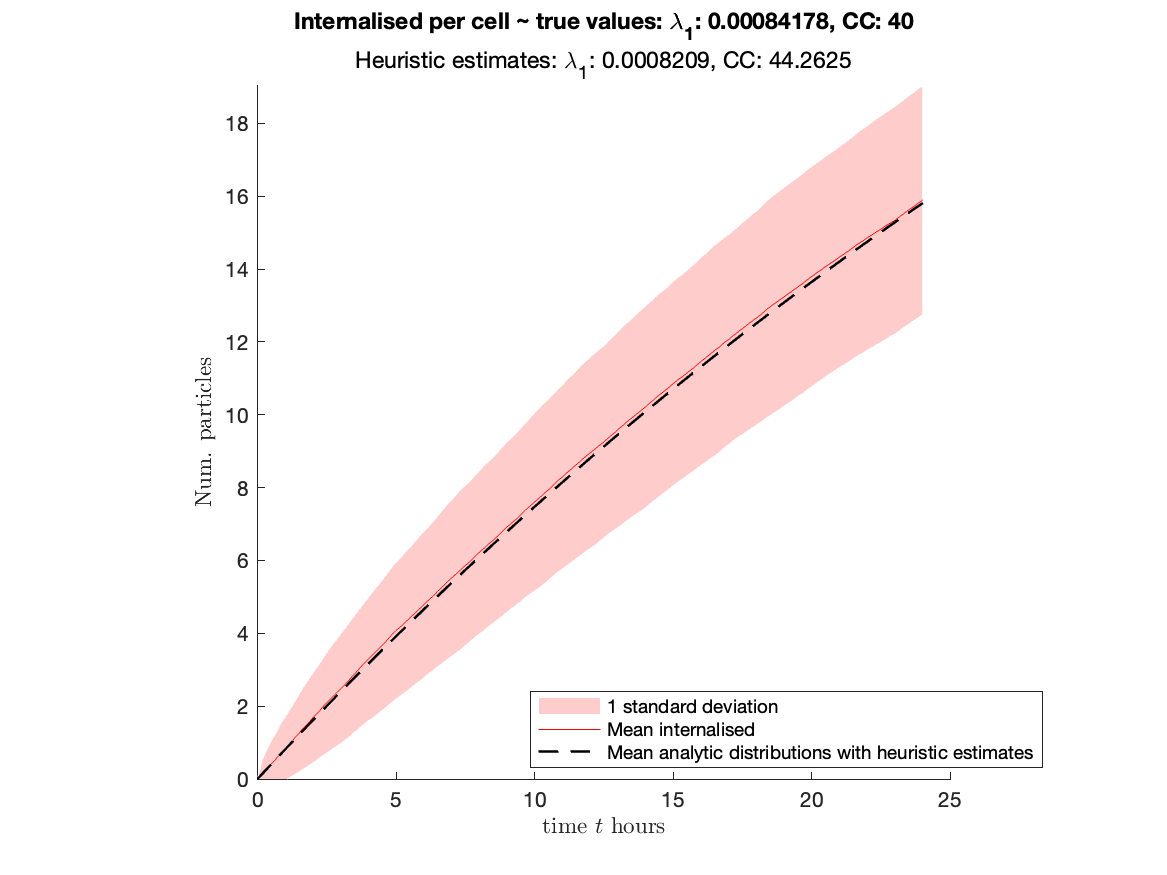 Internalised per cell ~ true values: λ₁: 0.00084178, CC: 40
Heuristic estimates: λ₁: 0.0008209, CC: 44.2625
18
16
14
12
10
8
6
4
2
0
Num. particles
1 standard deviation
Mean internalised
Mean analytic distributions with heuristic estimates
0 5 10 15 20 25
time t hours